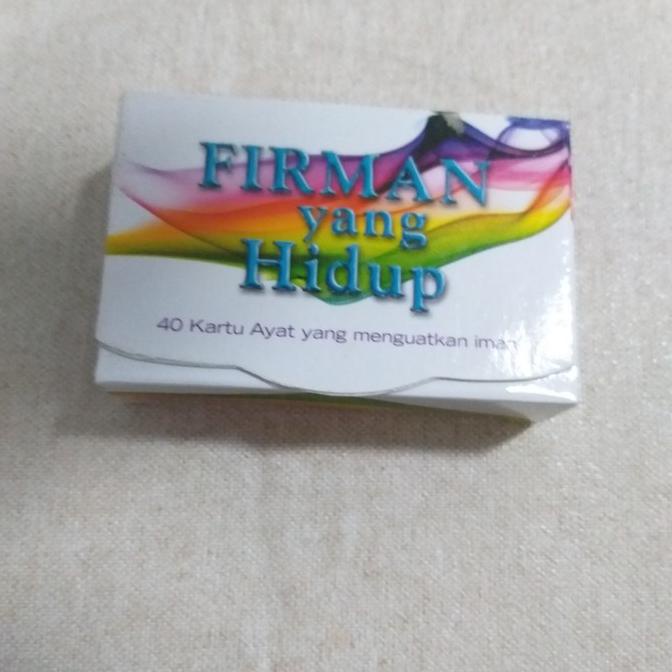 FIRMAN
yang
Hidup
40 Kartu Ayat yang menguatkan iman